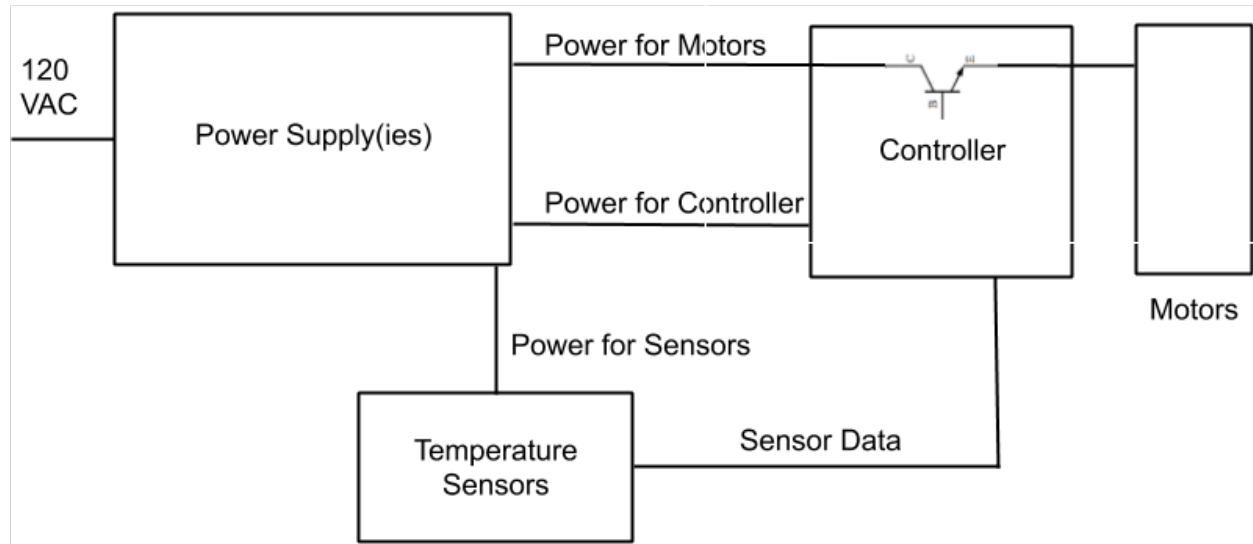 120
VAC
Power Supply(ies)
Power for Motors
C
E
B
Controller
Power for Controller
Motors
Power for Sensors
Temperature
Sensors
Sensor Data